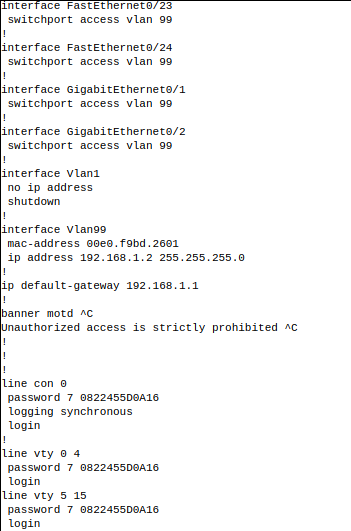 interface FastEthernet0/23
 switchport access vlan 99
!
interface FastEthernet0/24
 switchport access vlan 99
!
interface GigabitEthernet0/1
 switchport access vlan 99
!
interface GigabitEthernet0/2
 switchport access vlan 99
!
interface Vlan1
 no ip address
 shutdown
!
interface Vlan99
 mac-address 00e0.f9bd.2601
 ip address 192.168.1.2 255.255.255.0
!
ip default-gateway 192.168.1.1
!
banner motd ^C
Unauthorized access is strictly prohibited ^C
!
!
!
line con 0
 password 7 0822455D0A16
 logging synchronous
 login
!
line vty 0 4
 password 7 0822455D0A16
 login
line vty 5 15
 password 7 0822455D0A16
 login